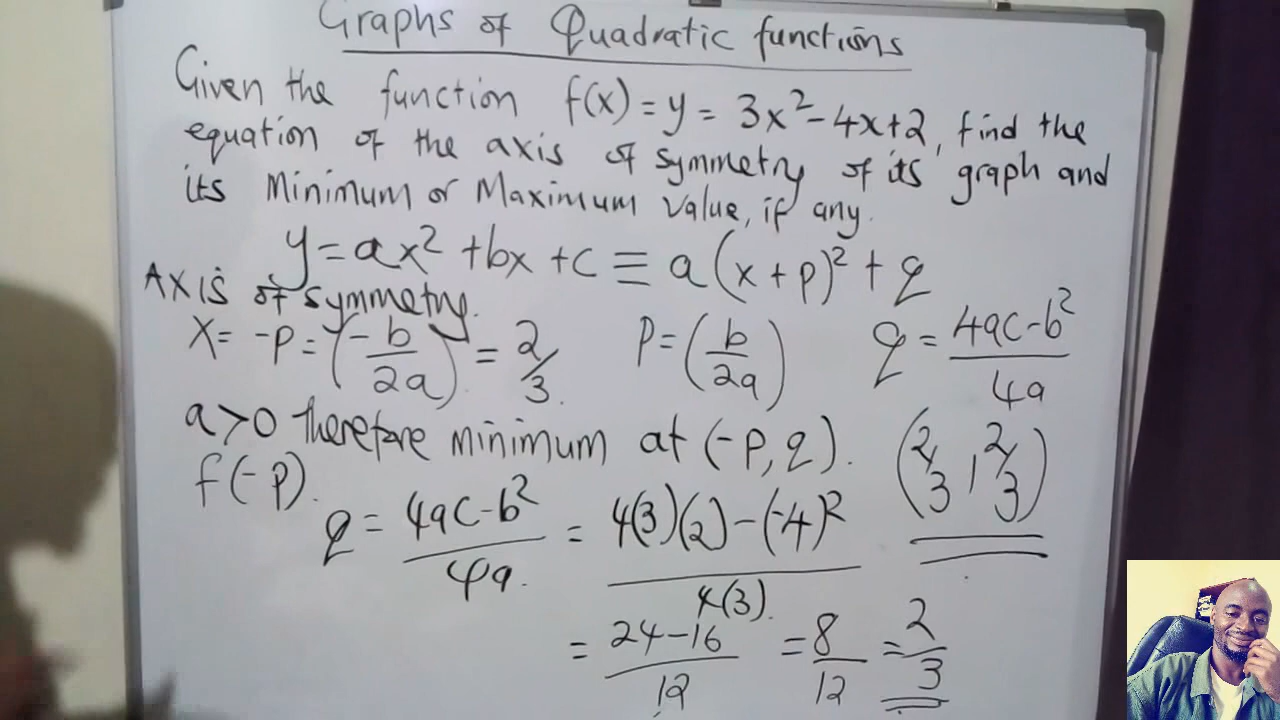 Graphs of Quadratic functions
Given the function f(x) = y = 3x² - 4x + 2, find the
equation of the axis of symmetry of its graph and
its Minimum or Maximum Value, if any.
y = ax² + bx + c ≡ a(x + p)² + q
Axis of symmetry.
x = -p = (-b/2a) = 2/3. P = (b/2a) q = 4ac-b²/4a
a>0 therefore minimum at (-p, q). (2/3, 2/3)
f(-p).
q = 4ac-b²/4a. = 4(3)(2) - (-4)²/4(3).
= 24-16/12 = 8/12 = 2/3